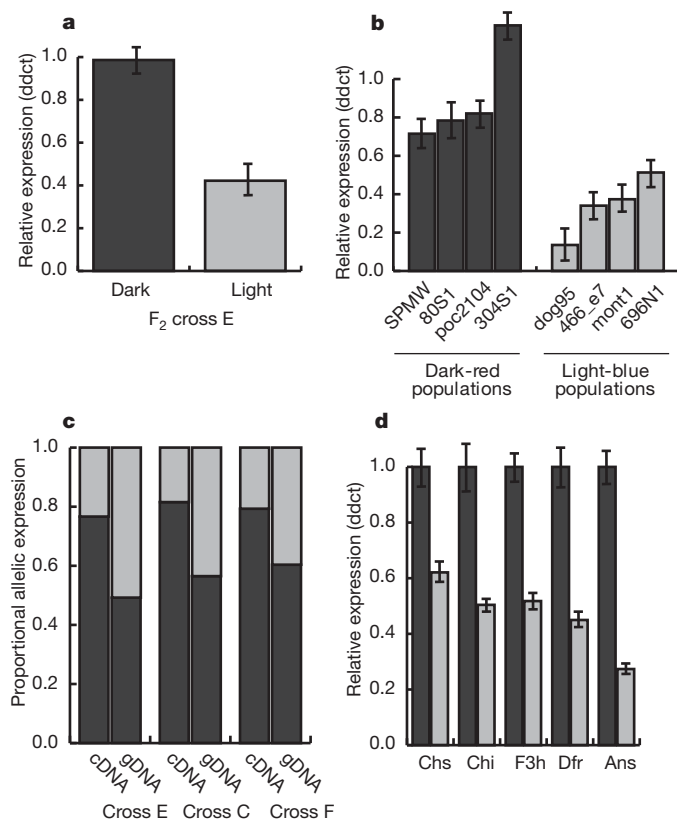 a
Relative expression (ddct)
1.0
0.8
0.6
0.4
0.2
0.0
Dark
Light
F2 cross E
b
Relative expression (ddct)
1.0
0.8
0.6
0.4
0.2
0.0
SPMW
80S1
poc2104
304S1
dog95
466_e7
mont1
696N1
Dark-red
populations
Light-blue
populations
c
Proportional allelic expression
1.0
0.8
0.6
0.4
0.2
0.0
cDNA
gDNA
cDNA
gDNA
cDNA
gDNA
Cross E
Cross C
Cross F
d
Relative expression (ddct)
1.0
0.8
0.6
0.4
0.2
0.0
Chs
Chi
F3h
Dfr
Ans